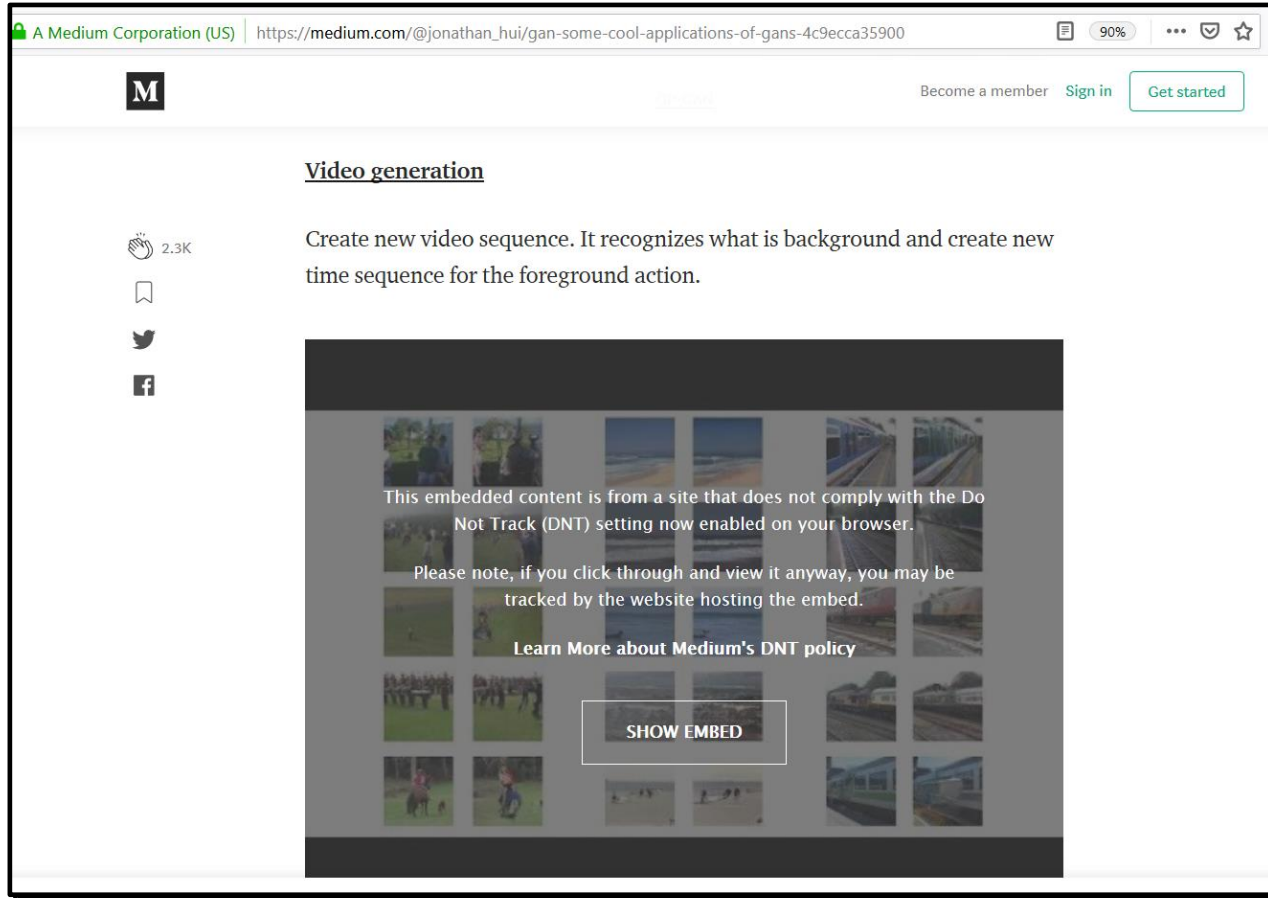 A Medium Corporation (US)
https://medium.com/@jonathan_hui/gan-some-cool-applications-of-gans-4c9ecca35900
90%
M
Become a member
Sign in
Get started
Video generation
2.3K
Create new video sequence. It recognizes what is background and create new
time sequence for the foreground action.
This embedded content is from a site that does not comply with the Do
Not Track (DNT) setting now enabled on your browser.
Please note, if you click through and view it anyway, you may be
tracked by the website hosting the embed.
Learn More about Medium's DNT policy
SHOW EMBED